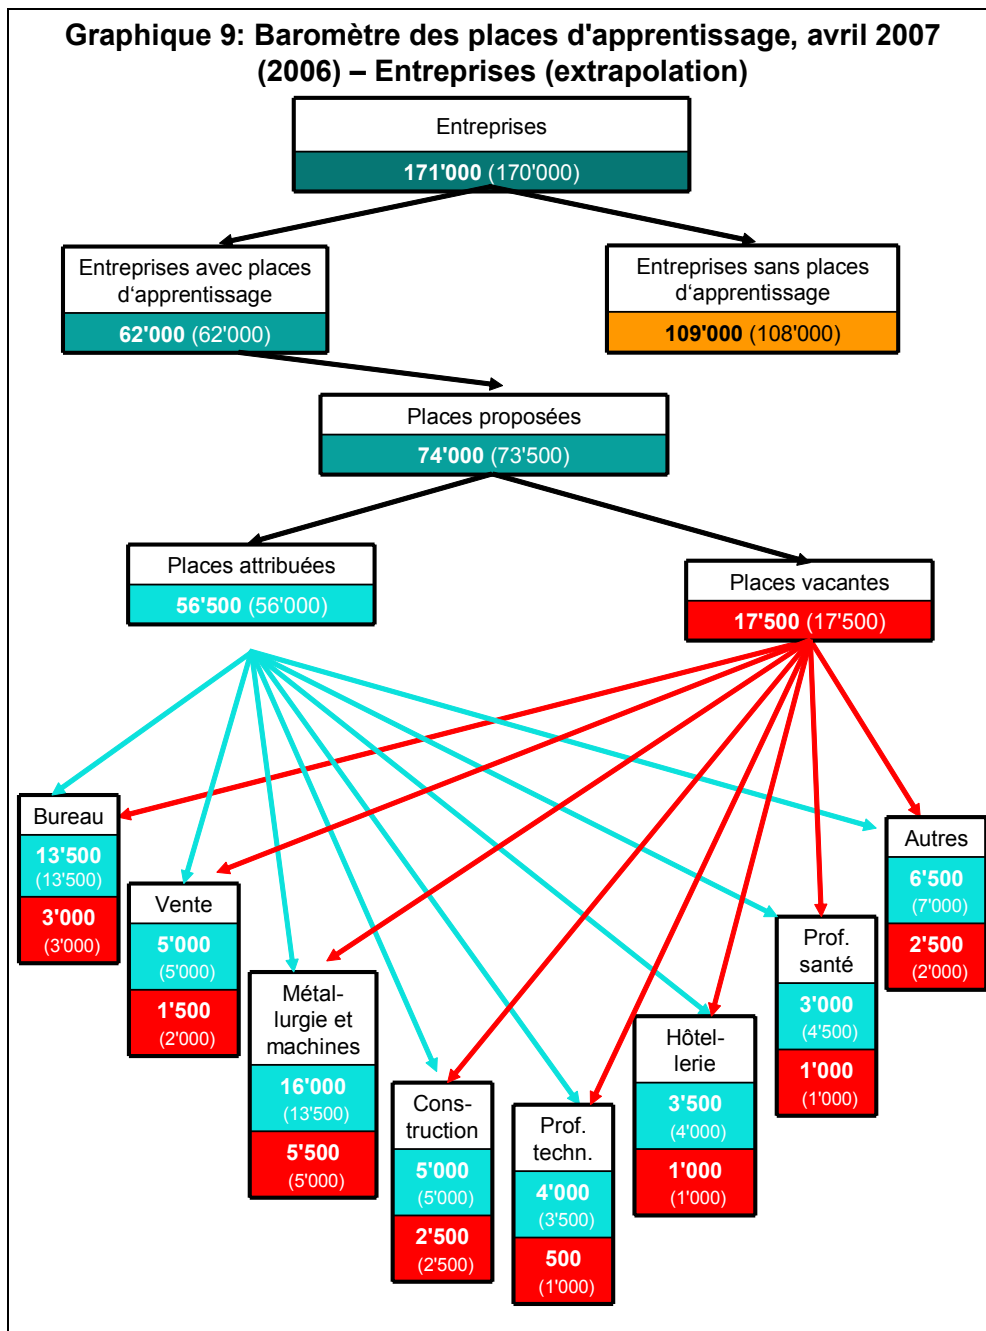 Graphique 9: Baromètre des places d'apprentissage, avril 2007
(2006) – Entreprises (extrapolation)
Entreprises
171'000 (170'000)
Entreprises avec places
d‘apprentissage
62'000 (62'000)
Entreprises sans places
d‘apprentissage
109'000 (108'000)
Places proposées
74'000 (73'500)
Places attribuées
56'500 (56'000)
Places vacantes
17'500 (17'500)
Bureau
13'500
(13'500)
3'000
(3'000)
Vente
5'000
(5'000)
1'500
(2'000)
Métal-
lurgie et
machines
16'000
(13'500)
5'500
(5'000)
Cons-
truction
5'000
(5'000)
2'500
(2'500)
Prof.
techn.
4'000
(3'500)
500
(1'000)
Hôtel-
lerie
3'500
(4'000)
1'000
(1'000)
Prof.
santé
3'000
(4'500)
1'000
(1'000)
Autres
6'500
(7'000)
2'500
(2'000)